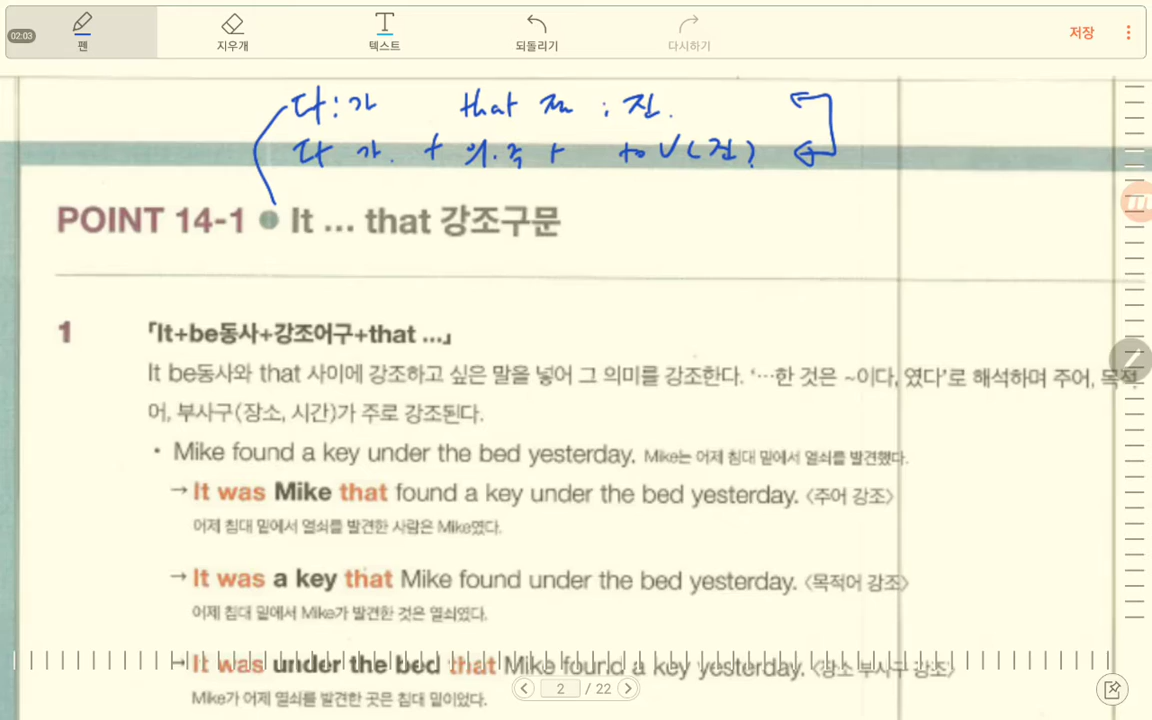 02:03
펜
지우개
텍스트
되돌리기
다시하기
저장
that
to V
POINT 14-1 It ... that 강조구문
1 「It+be동사+강조어구+that ...」
It be동사와 that 사이에 강조하고 싶은 말을 넣어 그 의미를 강조한다. '…한 것은 ~이다, 였다'로 해석하며 주어, 목적
어, 부사구(장소, 시간)가 주로 강조된다.
• Mike found a key under the bed yesterday. Mike는 어제 침대 밑에서 열쇠를 발견했다.
→ It was Mike that found a key under the bed yesterday. 〈주어 강조〉
어제 침대 밑에서 열쇠를 발견한 사람은 Mike였다.
→ It was a key that Mike found under the bed yesterday. 〈목적어 강조〉
어제 침대 밑에서 Mike가 발견한 것은 열쇠였다.
→ It was under the bed that Mike found a key yesterday. 〈장소 부사구 강조〉
Mike가 어제 열쇠를 발견한 곳은 침대 밑이었다.
2 / 22